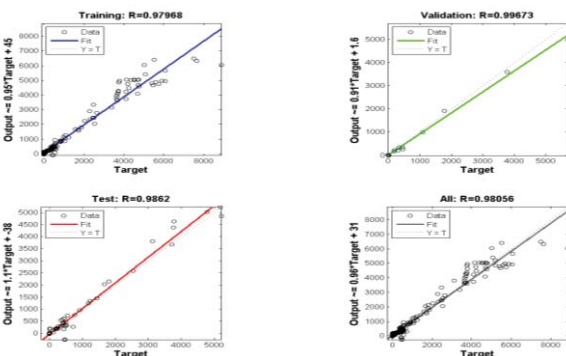 Training: R=0.97968
Output ~= 0.95*Target + 45
Data
Fit
Y = T
8000
7000
6000
5000
4000
3000
2000
1000
0
0 2000 4000 6000 8000
Target
Validation: R=0.99673
Output ~= 0.91*Target + 1.6
Data
Fit
Y = T
5000
4000
3000
2000
1000
0
0 1000 2000 3000 4000 5000
Target
Test: R=0.9862
Output ~= 1.1*Target + -38
Data
Fit
Y = T
5000
4500
4000
3500
3000
2500
2000
1500
1000
500
0
0 1000 2000 3000 4000 5000
Target
All: R=0.98056
Output ~= 0.96*Target + 31
Data
Fit
Y = T
8000
7000
6000
5000
4000
3000
2000
1000
0
0 2000 4000 6000 8000
Target